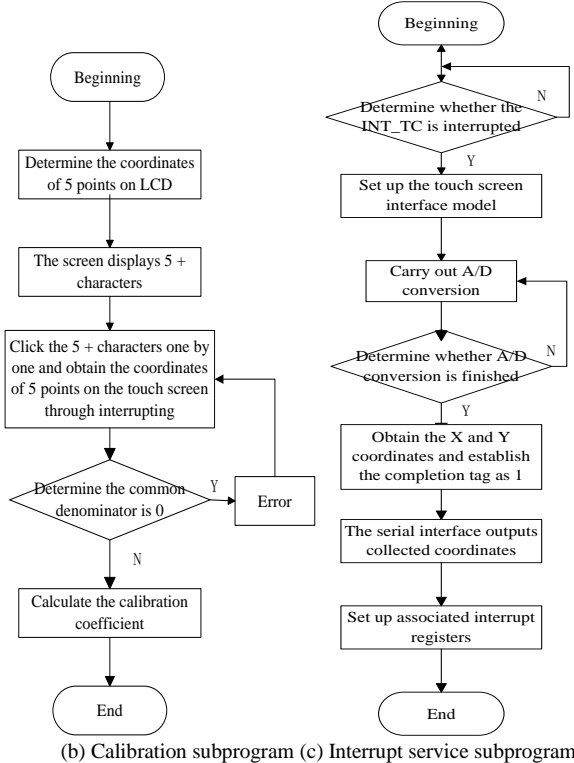 Beginning
Determine the coordinates
of 5 points on LCD
The screen displays 5 +
characters
Click the 5 + characters one by
one and obtain the coordinates
of 5 points on the touch screen
through interrupting
Determine the common
denominator is 0
Y
Error
N
Calculate the calibration
coefficient
End
Beginning
Determine whether the
INT_TC is interrupted
N
Y
Set up the touch screen
interface model
Carry out A/D
conversion
Determine whether A/D
conversion is finished
N
Y
Obtain the X and Y
coordinates and establish
the completion tag as 1
The serial interface outputs
collected coordinates
Set up associated interrupt
registers
End
(b) Calibration subprogram (c) Interrupt service subprogram